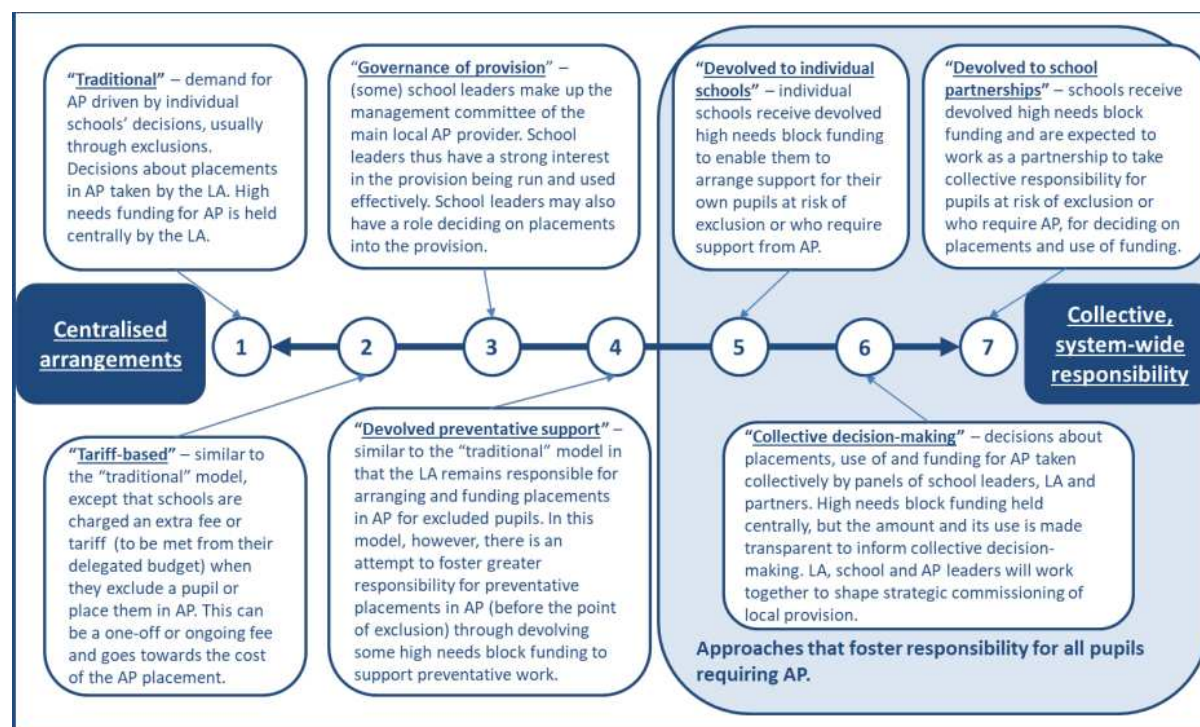 “Traditional” – demand for
AP driven by individual
schools’ decisions, usually
through exclusions.
Decisions about placements
in AP taken by the LA. High
needs funding for AP is held
centrally by the LA.
“Governance of provision” –
(some) school leaders make up the
management committee of the
main local AP provider. School
leaders thus have a strong interest
in the provision being run and used
effectively. School leaders may also
have a role deciding on placements
into the provision.
“Devolved to individual
schools” – individual
schools receive devolved
high needs block funding
to enable them to
arrange support for their
own pupils at risk of
exclusion or who require
support from AP.
“Devolved to school
partnerships” – schools receive
devolved high needs block
funding and are expected to
work as a partnership to take
collective responsibility for
pupils at risk of exclusion or
who require AP, for deciding on
placements and use of funding.
Centralised
arrangements
1
2
3
4
5
6
7
Collective,
system-wide
responsibility
“Tariff-based” – similar to
the “traditional” model,
except that schools are
charged an extra fee or
tariff (to be met from their
delegated budget) when
they exclude a pupil or
place them in AP. This can
be a one-off or ongoing fee
and goes towards the cost
of the AP placement.
“Devolved preventative support” –
similar to the “traditional” model in
that the LA remains responsible for
arranging and funding placements
in AP for excluded pupils. In this
model, however, there is an
attempt to foster greater
responsibility for preventative
placements in AP (before the point
of exclusion) through devolving
some high needs block funding to
support preventative work.
“Collective decision-making” – decisions about
placements, use of and funding for AP taken
collectively by panels of school leaders, LA and
partners. High needs block funding held
centrally, but the amount and its use is made
transparent to inform collective decision-
making. LA, school and AP leaders will work
together to shape strategic commissioning of
local provision.
Approaches that foster responsibility for all pupils
requiring AP.